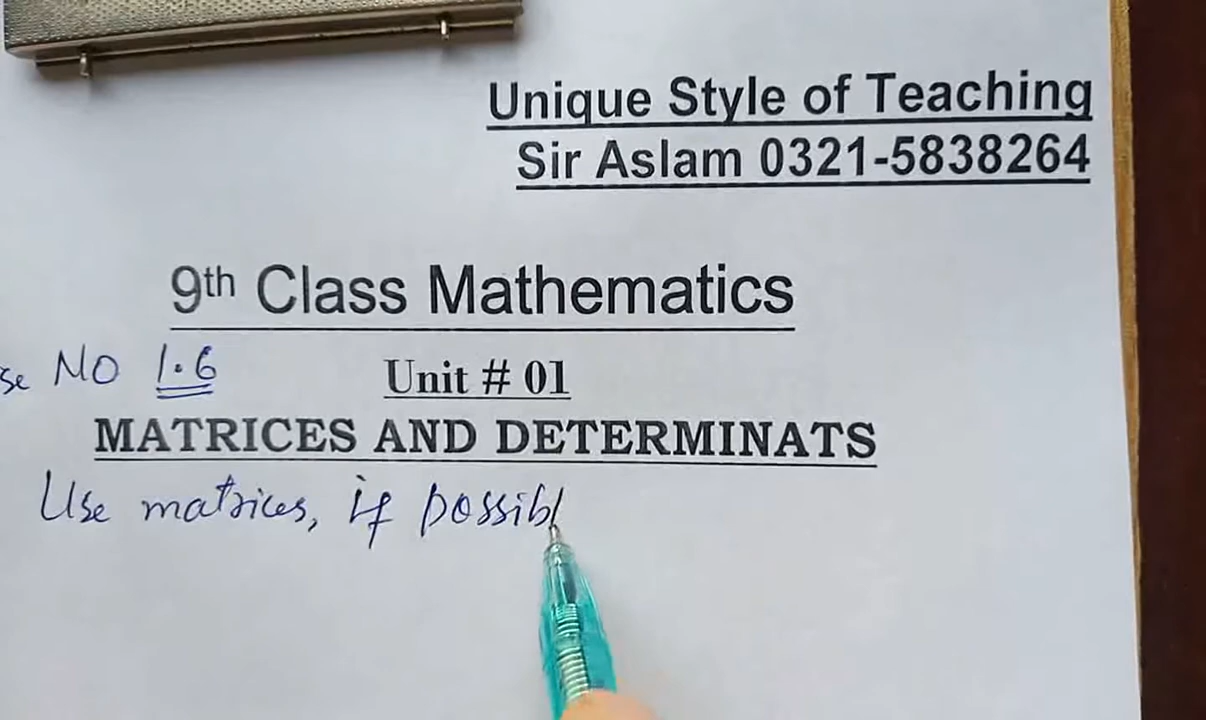 Unique Style of Teaching
Sir Aslam 0321-5838264
9th Class Mathematics
se NO 1.6
Unit # 01
MATRICES AND DETERMINATS
Use matrices, if possibl